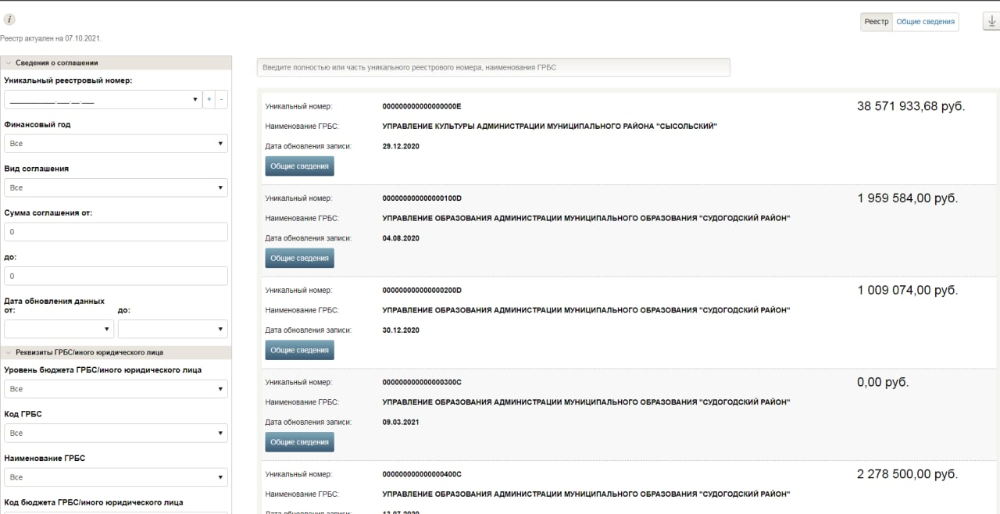 i
Реестр Общие сведения
Реестр актуален на 07.10.2021.
Сведения о соглашении
Уникальный реестровый номер:
___________.___.__.___
+ -
Финансовый год
Все
Вид соглашения
Все
Сумма соглашения от:
0
до:
0
Дата обновления данных
от: до:
Реквизиты ГРБС/иного юридического лица
Уровень бюджета ГРБС/иного юридического лица
Все
Код ГРБС
Все
Наименование ГРБС
Все
Код бюджета ГРБС/иного юридического лица
Введите полностью или часть уникального реестрового номера, наименования ГРБС
Уникальный номер: 000000000000000000E 38 571 933,68 руб.
Наименование ГРБС: УПРАВЛЕНИЕ КУЛЬТУРЫ АДМИНИСТРАЦИИ МУНИЦИПАЛЬНОГО РАЙОНА "СЫСОЛЬСКИЙ"
Дата обновления записи: 29.12.2020
Общие сведения
Уникальный номер: 000000000000000100D 1 959 584,00 руб.
Наименование ГРБС: УПРАВЛЕНИЕ ОБРАЗОВАНИЯ АДМИНИСТРАЦИИ МУНИЦИПАЛЬНОГО ОБРАЗОВАНИЯ "СУДОГОДСКИЙ РАЙОН"
Дата обновления записи: 04.08.2020
Общие сведения
Уникальный номер: 000000000000000200D 1 009 074,00 руб.
Наименование ГРБС: УПРАВЛЕНИЕ ОБРАЗОВАНИЯ АДМИНИСТРАЦИИ МУНИЦИПАЛЬНОГО ОБРАЗОВАНИЯ "СУДОГОДСКИЙ РАЙОН"
Дата обновления записи: 30.12.2020
Общие сведения
Уникальный номер: 000000000000000300C 0,00 руб.
Наименование ГРБС: УПРАВЛЕНИЕ ОБРАЗОВАНИЯ АДМИНИСТРАЦИИ МУНИЦИПАЛЬНОГО ОБРАЗОВАНИЯ "СУДОГОДСКИЙ РАЙОН"
Дата обновления записи: 09.03.2021
Общие сведения
Уникальный номер: 000000000000000400C 2 278 500,00 руб.
Наименование ГРБС: УПРАВЛЕНИЕ ОБРАЗОВАНИЯ АДМИНИСТРАЦИИ МУНИЦИПАЛЬНОГО ОБРАЗОВАНИЯ "СУДОГОДСКИЙ РАЙОН"
Дата обновления записи: 13.07.2020